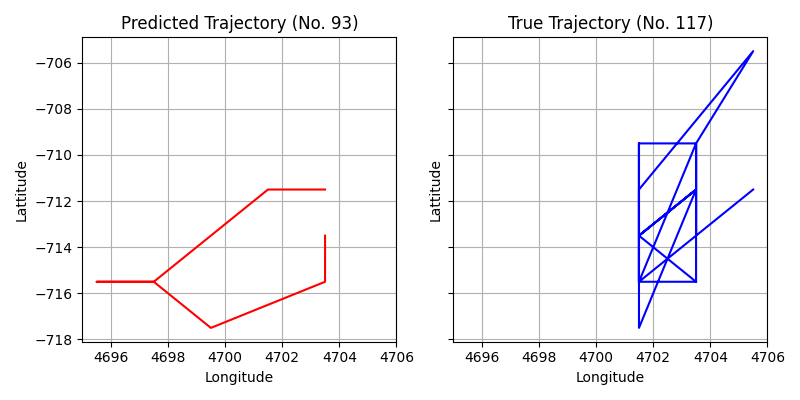 Predicted Trajectory (No. 93)
True Trajectory (No. 117)
−706
−708
−710
−712
−714
−716
−718
Lattitude
Lattitude
4696 4698 4700 4702 4704 4706
4696 4698 4700 4702 4704 4706
Longitude
Longitude